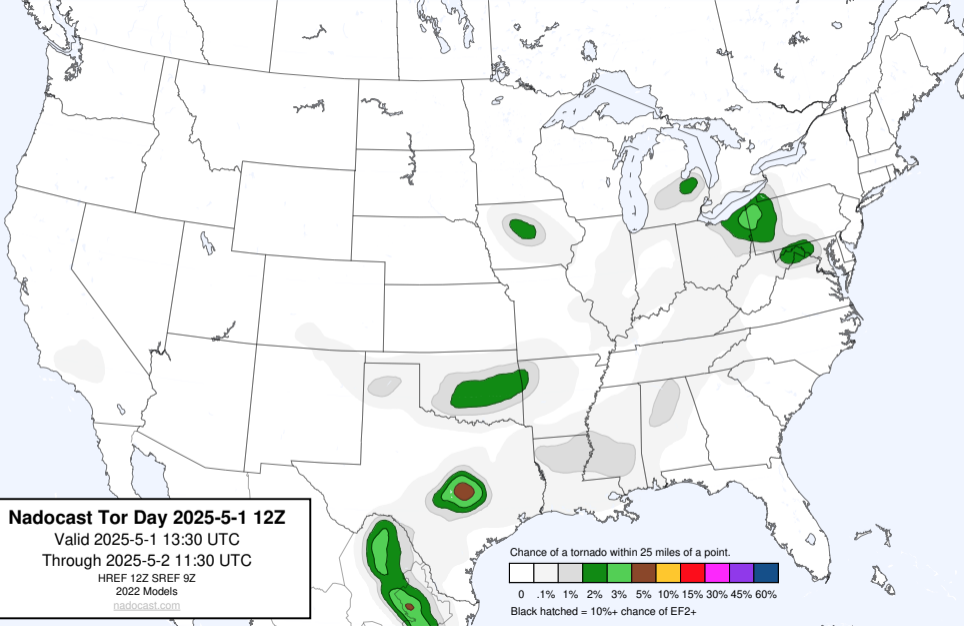 Nadocast Tor Day 2025-5-1 12Z
Valid 2025-5-1 13:30 UTC
Through 2025-5-2 11:30 UTC
HREF 12Z SREF 9Z
2022 Models
nadocast.com
Chance of a tornado within 25 miles of a point.
0 .1% 1% 2% 3% 5% 10% 15% 30% 45% 60%
Black hatched = 10%+ chance of EF2+